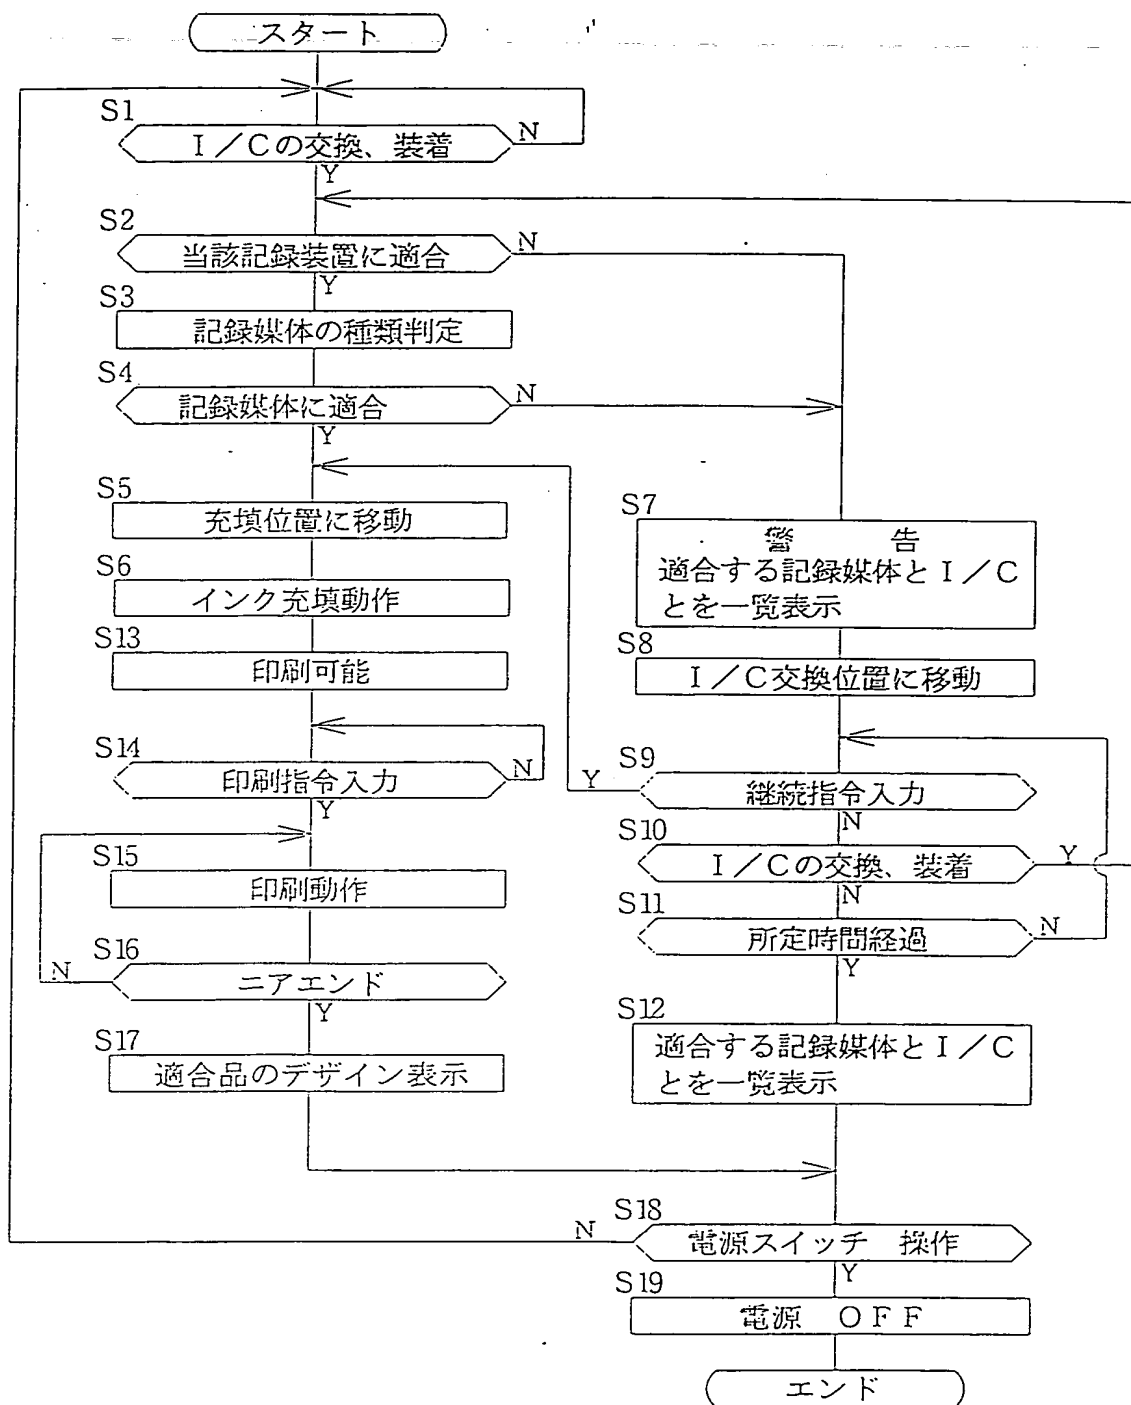 スタート
S1
I／Cの交換、装着
N
Y
S2
当該記録装置に適合
N
Y
S3
記録媒体の種類判定
S4
記録媒体に適合
N
Y
S5
充填位置に移動
S6
インク充填動作
S13
印刷可能
S14
印刷指令入力
N
Y
S15
印刷動作
S16
ニアエンド
N
Y
S17
適合品のデザイン表示
S7
警　告
適合する記録媒体とI／C
とを一覧表示
S8
I／C交換位置に移動
S9
継続指令入力
Y
N
S10
I／Cの交換、装着
Y
N
S11
所定時間経過
N
Y
S12
適合する記録媒体とI／C
とを一覧表示
S18
電源スイッチ　操作
N
Y
S19
電源　OFF
エンド